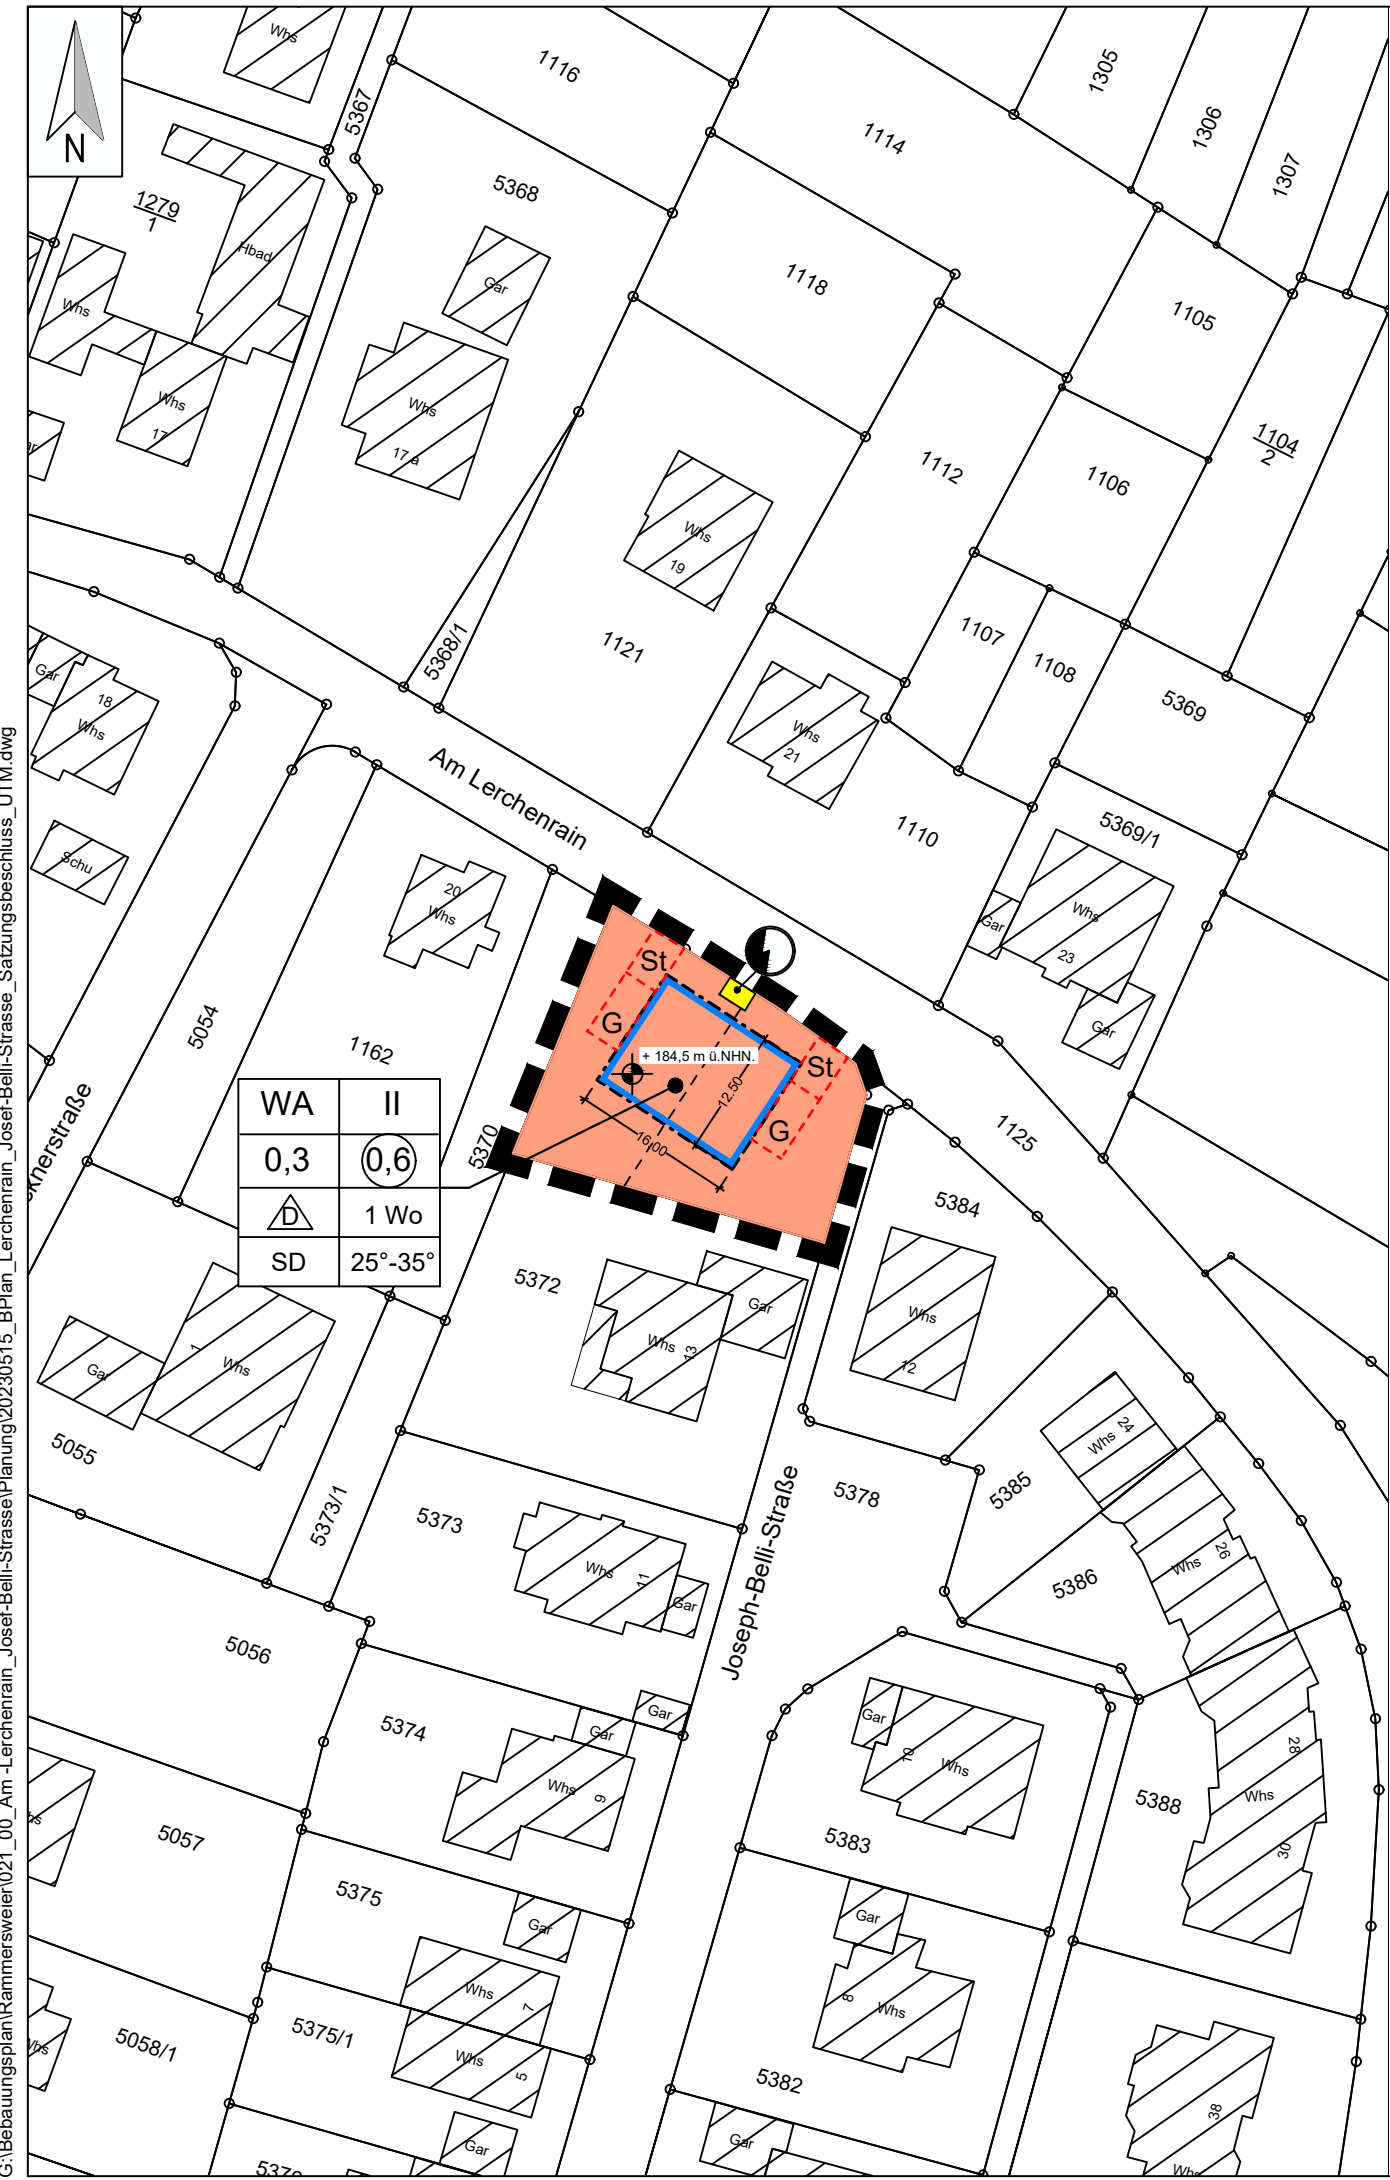 G:\Bebauungsplan\Rammersweier\021_00_Am -Lerchenrain_Josef-Belli-Strasse\Planung\20230515_BPlan_Lerchenrain_Josef-Belli-Strasse_Satzungsbeschluss_UTM.dwg
N
Whs
5367
1116
1114
1305
1306
1307
1279
1
Hbad
5368
Gar
1118
1105
Whs
Whs
17
Whs
17 a
1112
1106
1104
2
Whs
19
5368/1
1121
1107
1108
5369
Gar
18
Whs
Whs
21
Am Lerchenrain
1110
5369/1
Schu
20
Whs
Gar
Whs
23
Gar
5054
1162
St
G
+ 184,5 m ü.NHN.
St
G
12.50
16.00
5370
1125
5384
knerstraße
WA
II
0,3
0,6
D
1 Wo
SD
25°-35°
5372
Gar
Whs
13
Whs
12
1
Whs
Gar
5055
5373/1
5373
Whs
11
Gar
Joseph-Belli-Straße
5378
5385
Whs
24
Whs
26
5386
5056
5374
Gar
Gar
Whs
9
Gar
10
Whs
5383
5388
28
Whs
30
5057
5375
Gar
Whs
7
Whs
5
5375/1
5058/1
Whs
Gar
8
Whs
5382
Gar
Gar
38
Whs